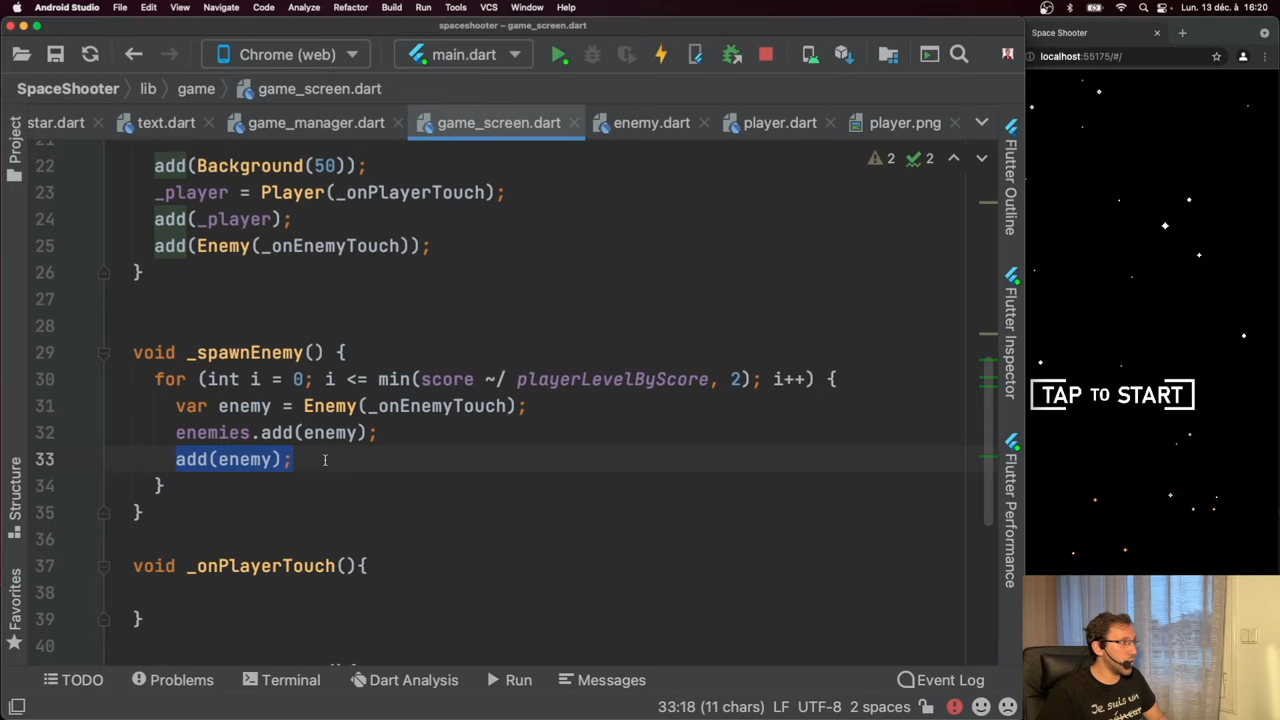 Android Studio File Edit View Navigate Code Analyze Refactor Build Run Tools VCS Window Help Lun. 13 déc. à 16:20
spaceshooter – game_screen.dart
Space Shooter
Chrome (web) main.dart
localhost:55175/#/
SpaceShooter lib game game_screen.dart
star.dart text.dart game_manager.dart game_screen.dart enemy.dart player.dart player.png
2 2
Project
Structure
Favorites
21
22 add(Background(50));
23 _player = Player(_onPlayerTouch);
24 add(_player);
25 add(Enemy(_onEnemyTouch));
26 }
27
28
29 void _spawnEnemy() {
30 for (int i = 0; i <= min(score ~/ playerLevelByScore, 2); i++) {
31 var enemy = Enemy(_onEnemyTouch);
32 enemies.add(enemy);
33 add(enemy);
34 }
35 }
36
37 void _onPlayerTouch(){
38
39 }
40
Flutter Outline
Flutter Inspector
Flutter Performance
TAP TO START
Je suis un
TODO Problems Terminal Dart Analysis Run Messages Event Log
33:18 (11 chars) LF UTF-8 2 spaces